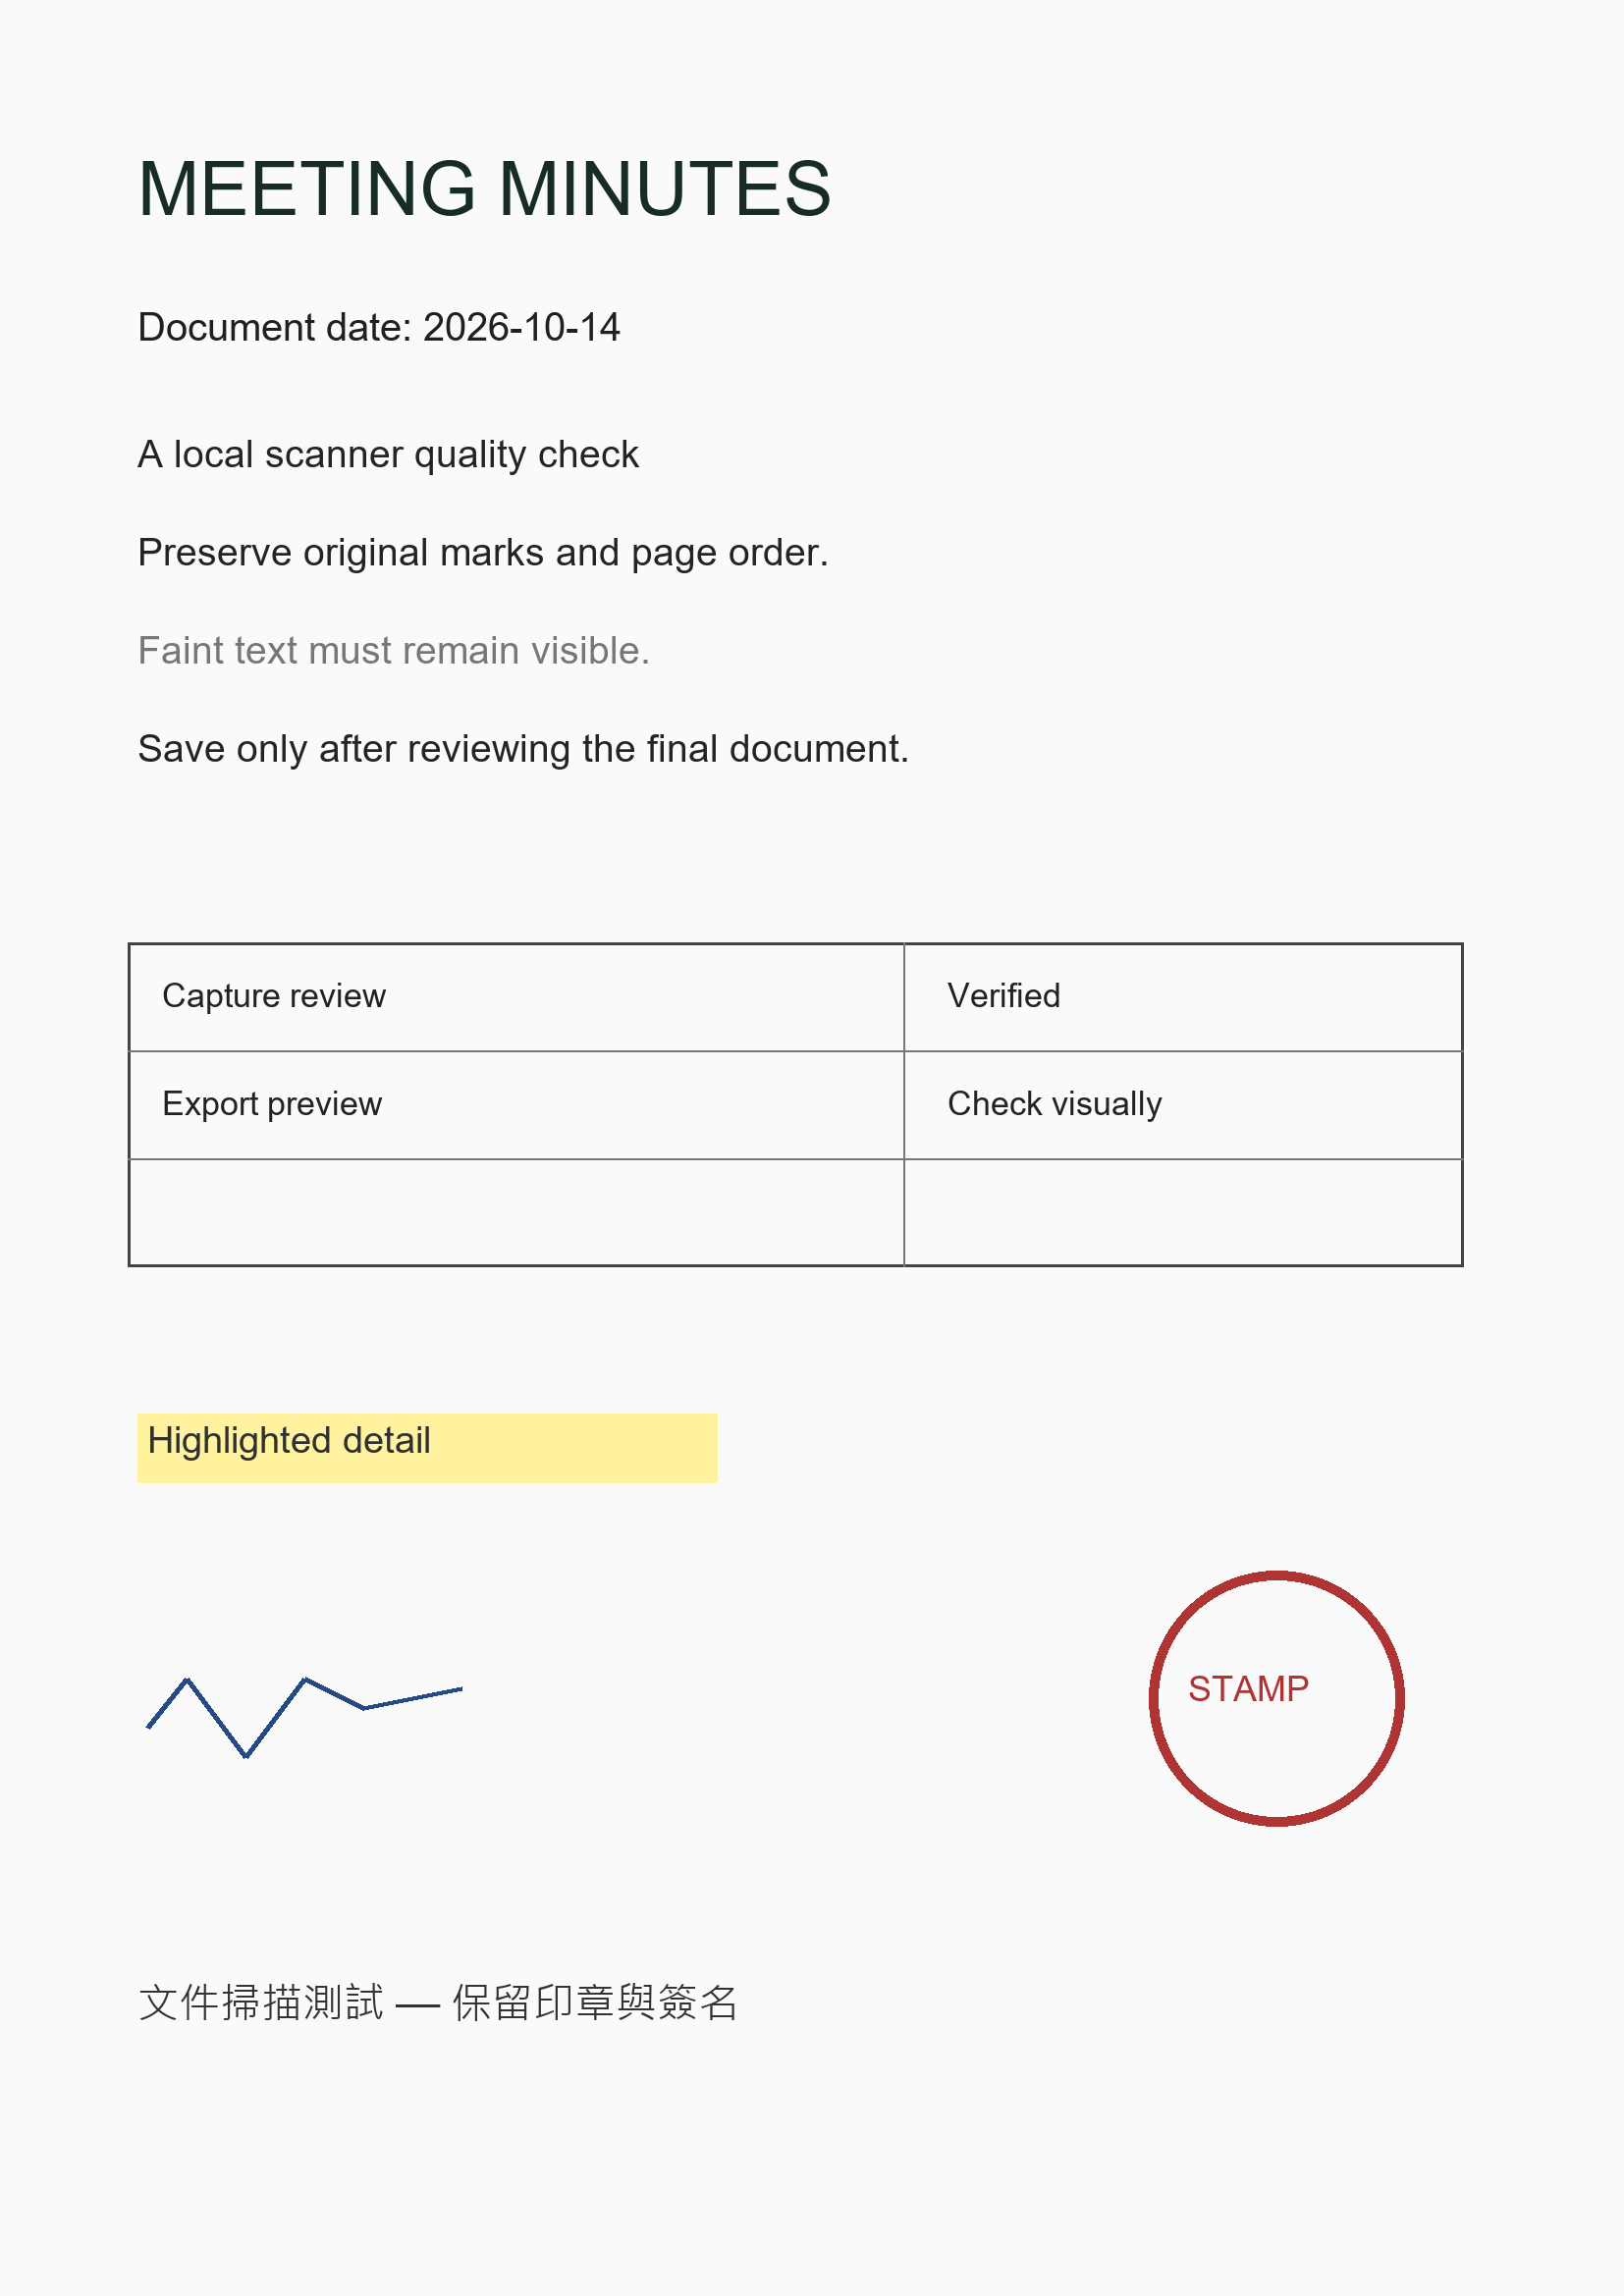 MEETING MINUTES
Document date: 2026-10-14
A local scanner quality check
Preserve original marks and page order.
Faint text must remain visible.
Save only after reviewing the final document.
Capture review Verified
Export preview Check visually
Highlighted detail
STAMP
文件掃描測試 — 保留印章與簽名